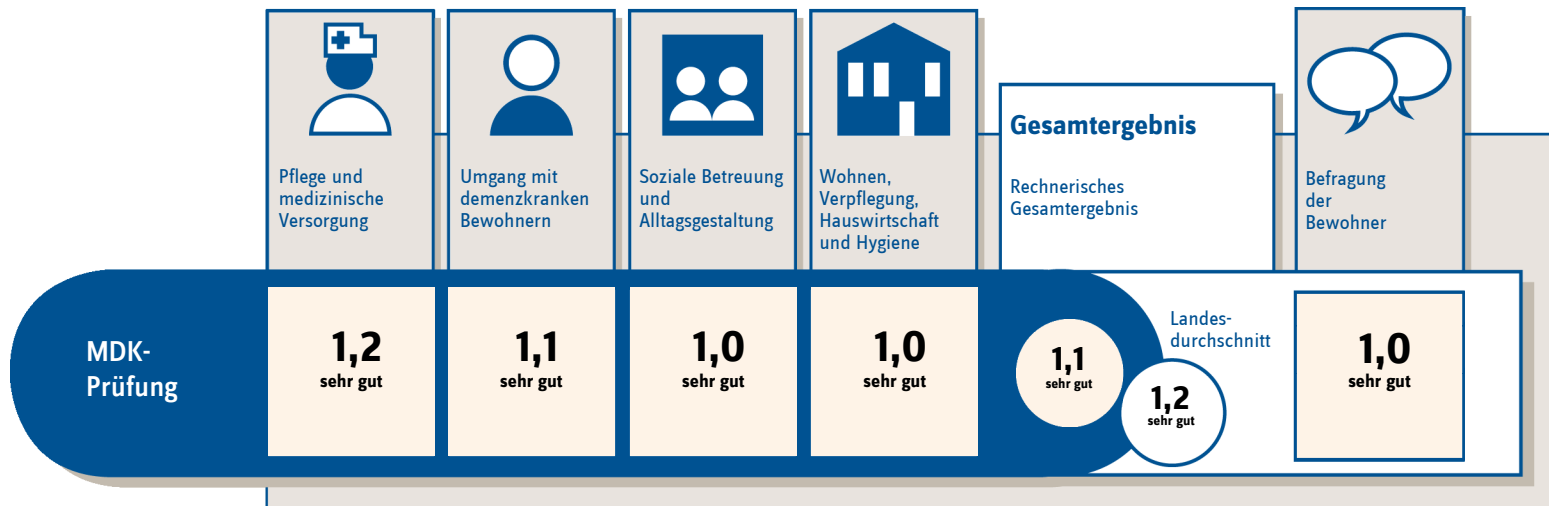 Pflege und
medizinische
Versorgung
Umgang mit
demenzkranken
Bewohnern
Soziale Betreuung
und
Alltagsgestaltung
Wohnen,
Verpflegung,
Hauswirtschaft
und Hygiene
Gesamtergebnis
Rechnerisches
Gesamtergebnis
Befragung
der
Bewohner
MDK-
Prüfung
1,2
sehr gut
1,1
sehr gut
1,0
sehr gut
1,0
sehr gut
1,1
sehr gut
Landes-
durchschnitt
1,2
sehr gut
1,0
sehr gut